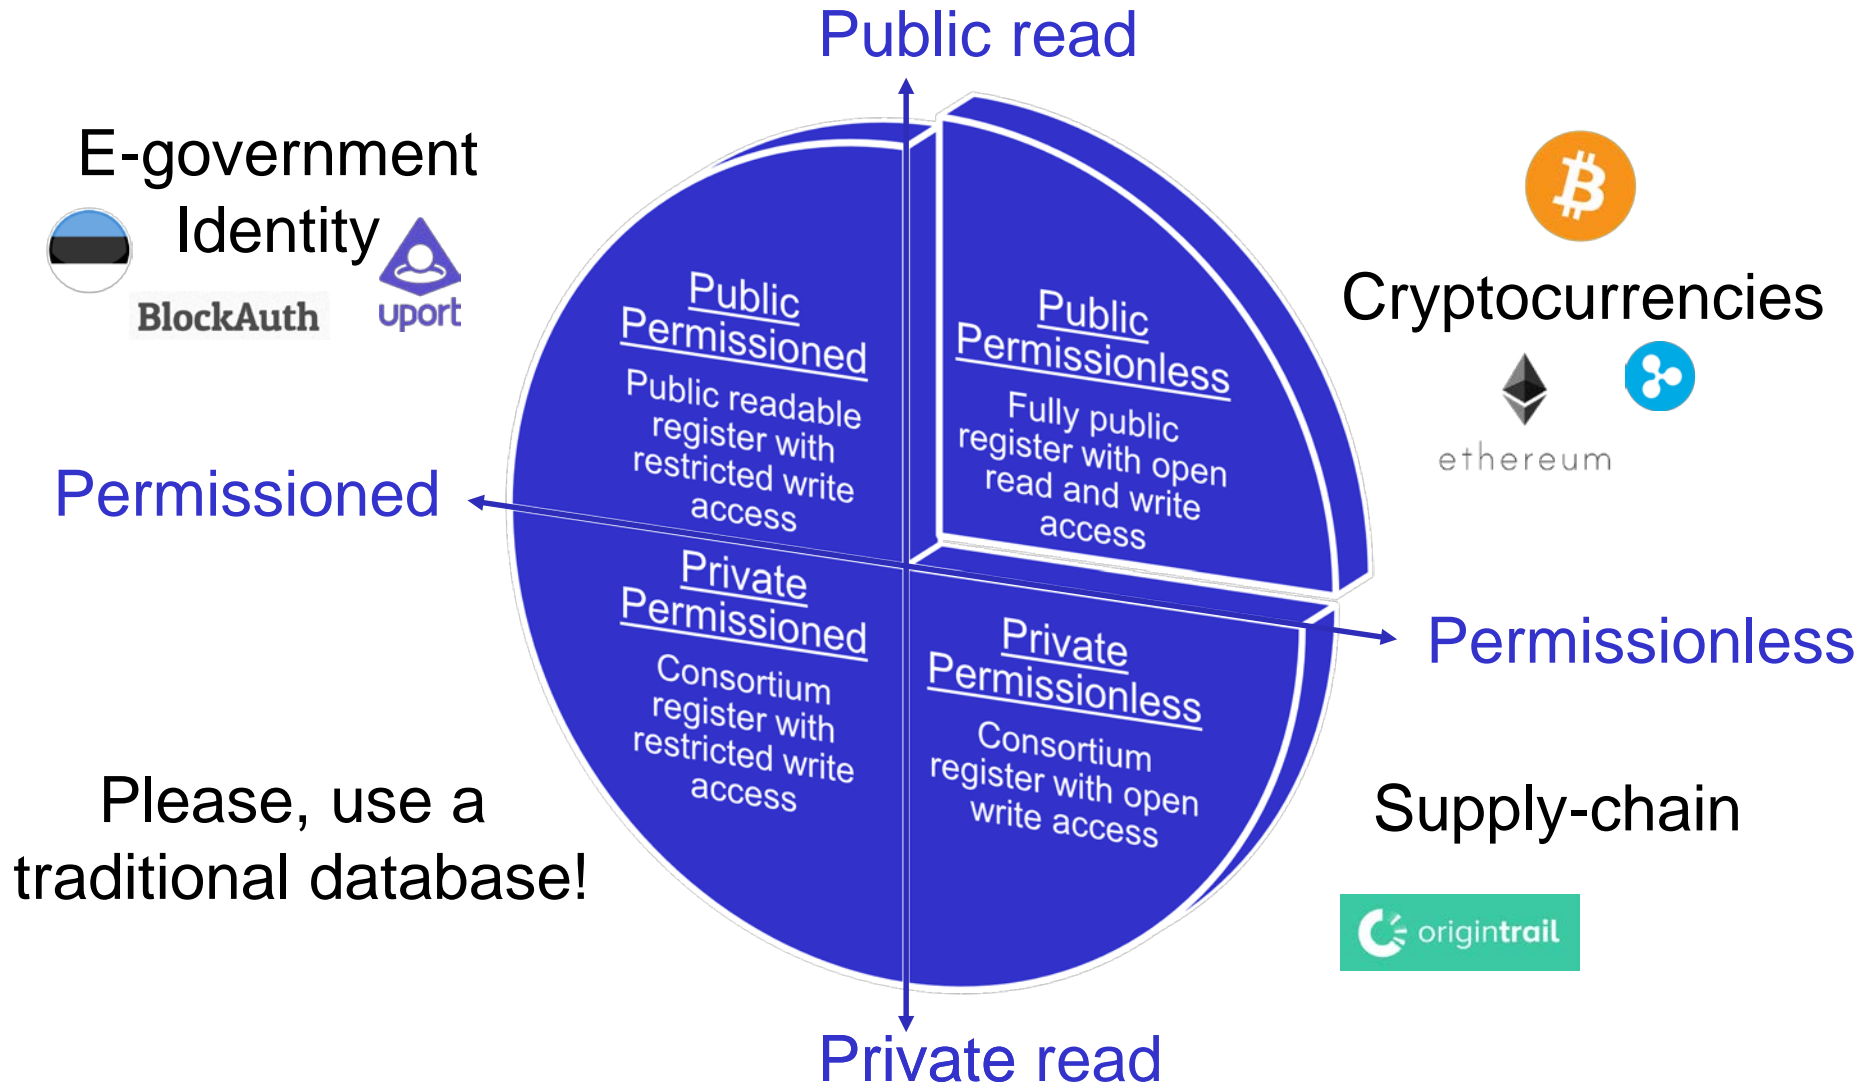 Public read
E-government
Identity
BlockAuth
uport
Cryptocurrencies
ethereum
Public
Permissioned
Public readable
register with
restricted write
access
Public
Permissionless
Fully public
register with open
read and write
access
Permissioned
Permissionless
Private
Permissioned
Consortium
register with
restricted write
access
Private
Permissionless
Consortium
register with open
write access
Please, use a
traditional database!
Supply-chain
origintrail
Private read